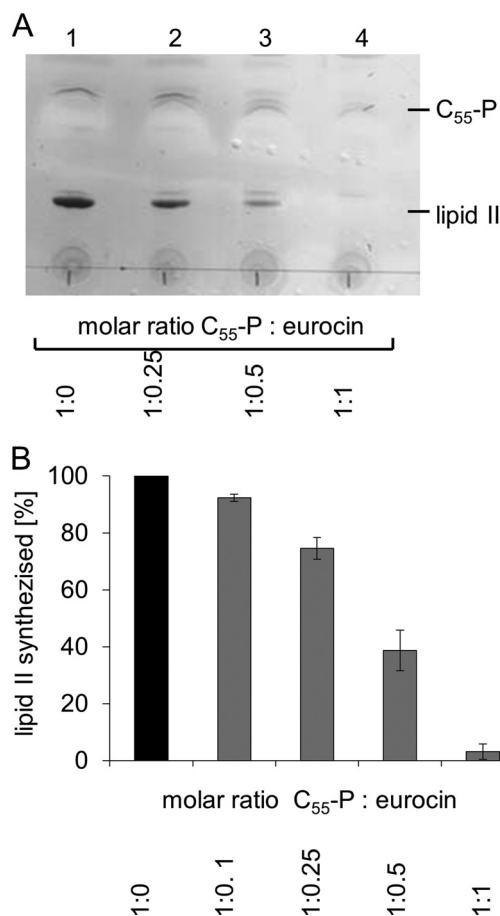 A
1 2 3 4
C55-P
lipid II
molar ratio C55-P : eurocin
1:0 1:0.25 1:0.5 1:1
B
lipid II synthezised [%]
100
80
60
40
20
0
molar ratio C55-P : eurocin
1:0 1:0. 1 1:0.25 1:0.5 1:1